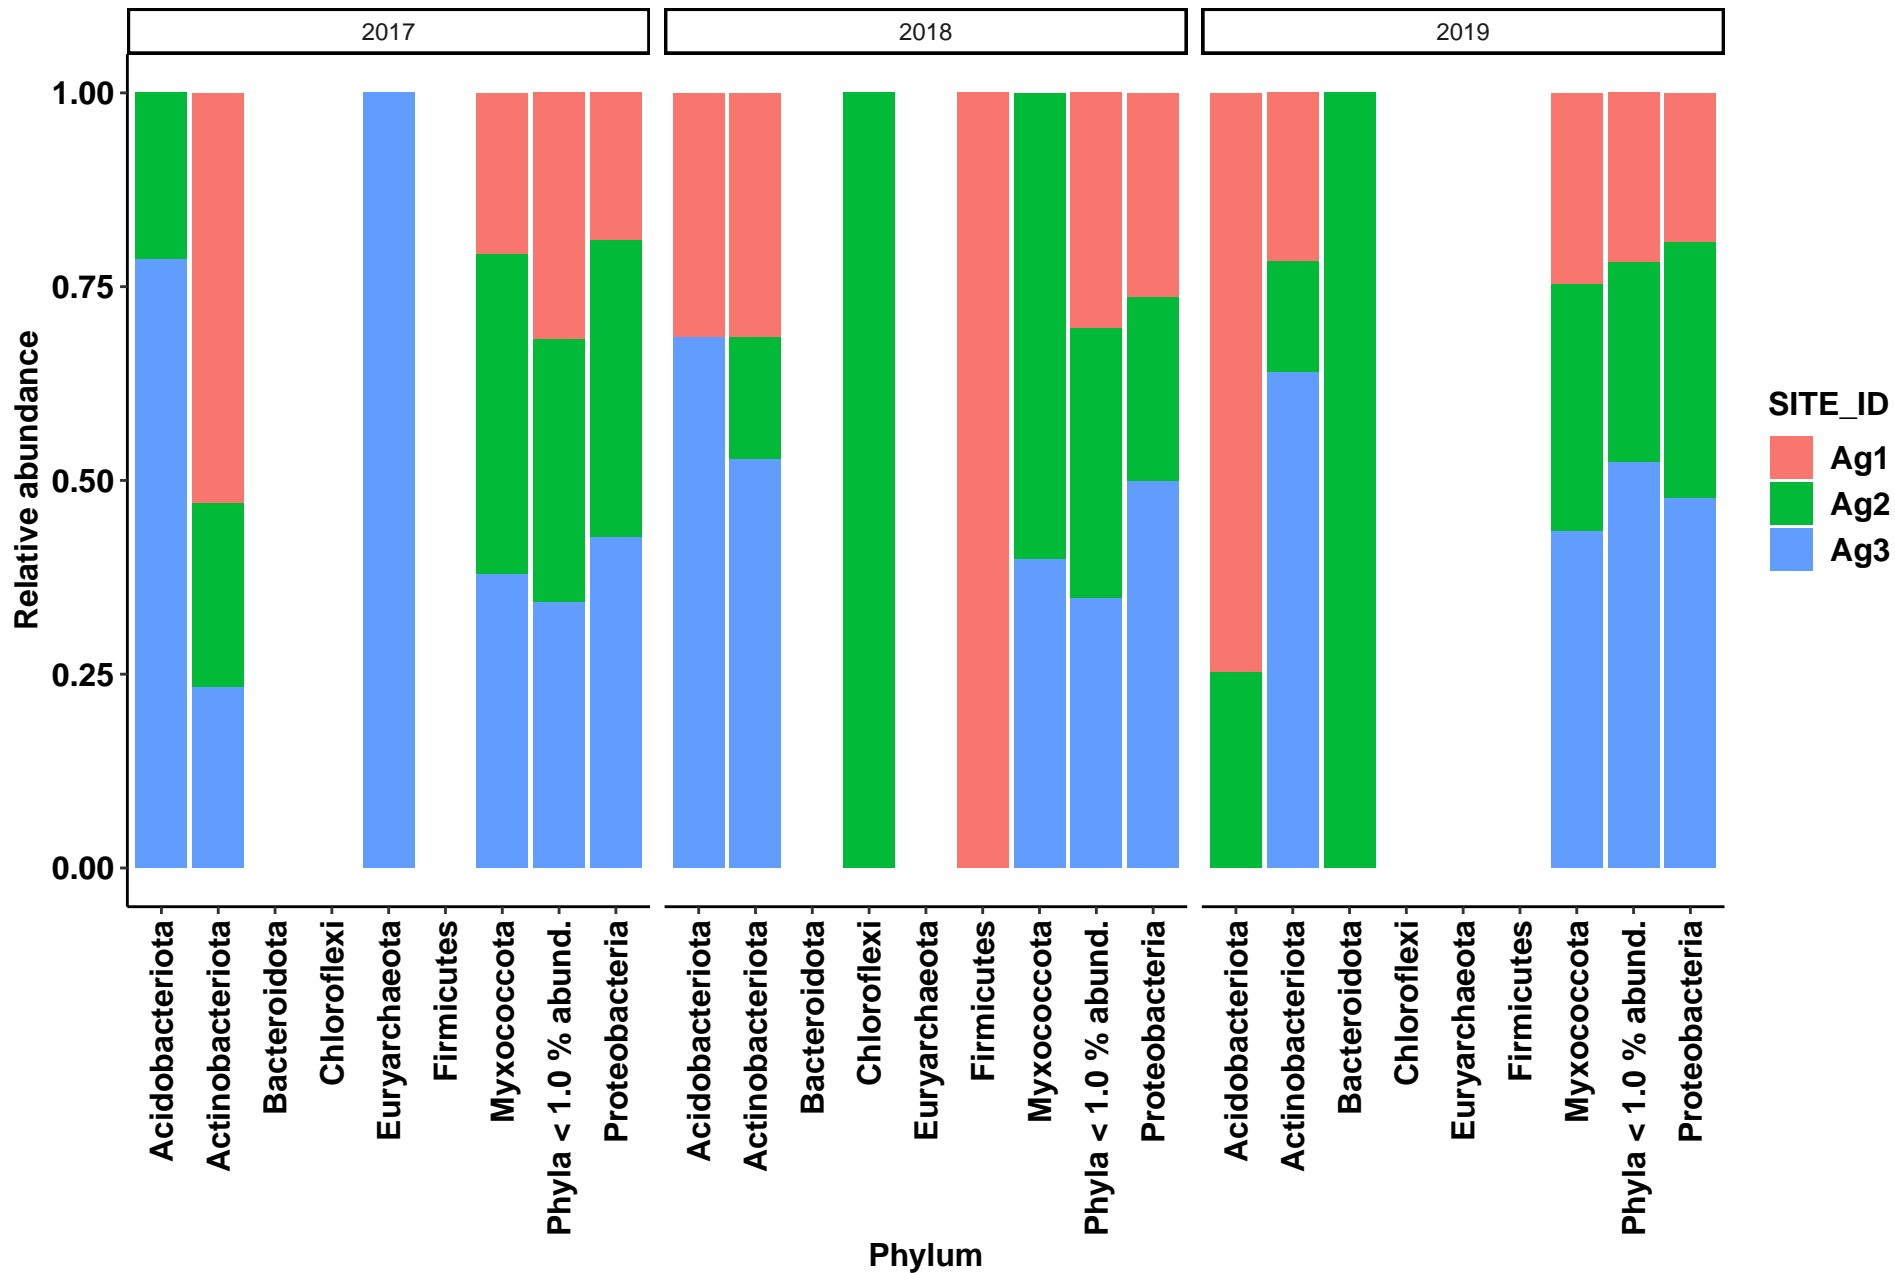 2017
2018
2019
Relative abundance
1.00
0.75
0.50
0.25
0.00
Acidobacteriota
Actinobacteriota
Bacteroidota
Chloroflexi
Euryarchaeota
Firmicutes
Myxococcota
Phyla < 1.0 % abund.
Proteobacteria
Acidobacteriota
Actinobacteriota
Bacteroidota
Chloroflexi
Euryarchaeota
Firmicutes
Myxococcota
Phyla < 1.0 % abund.
Proteobacteria
Acidobacteriota
Actinobacteriota
Bacteroidota
Chloroflexi
Euryarchaeota
Firmicutes
Myxococcota
Phyla < 1.0 % abund.
Proteobacteria
Phylum
SITE_ID
Ag1
Ag2
Ag3